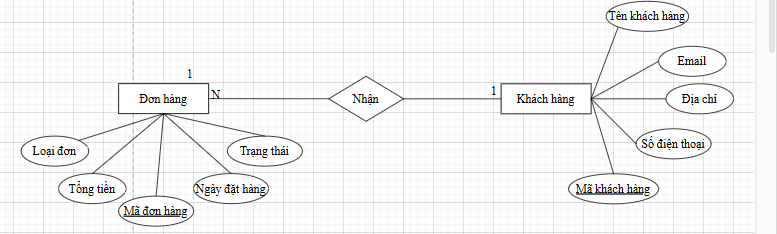 Tên khách hàng
Email
1
N
1
Đơn hàng
Nhận
Khách hàng
Địa chỉ
Loại đơn
Trạng thái
Số điện thoại
Tổng tiền
Ngày đặt hàng
Mã khách hàng
Mã đơn hàng